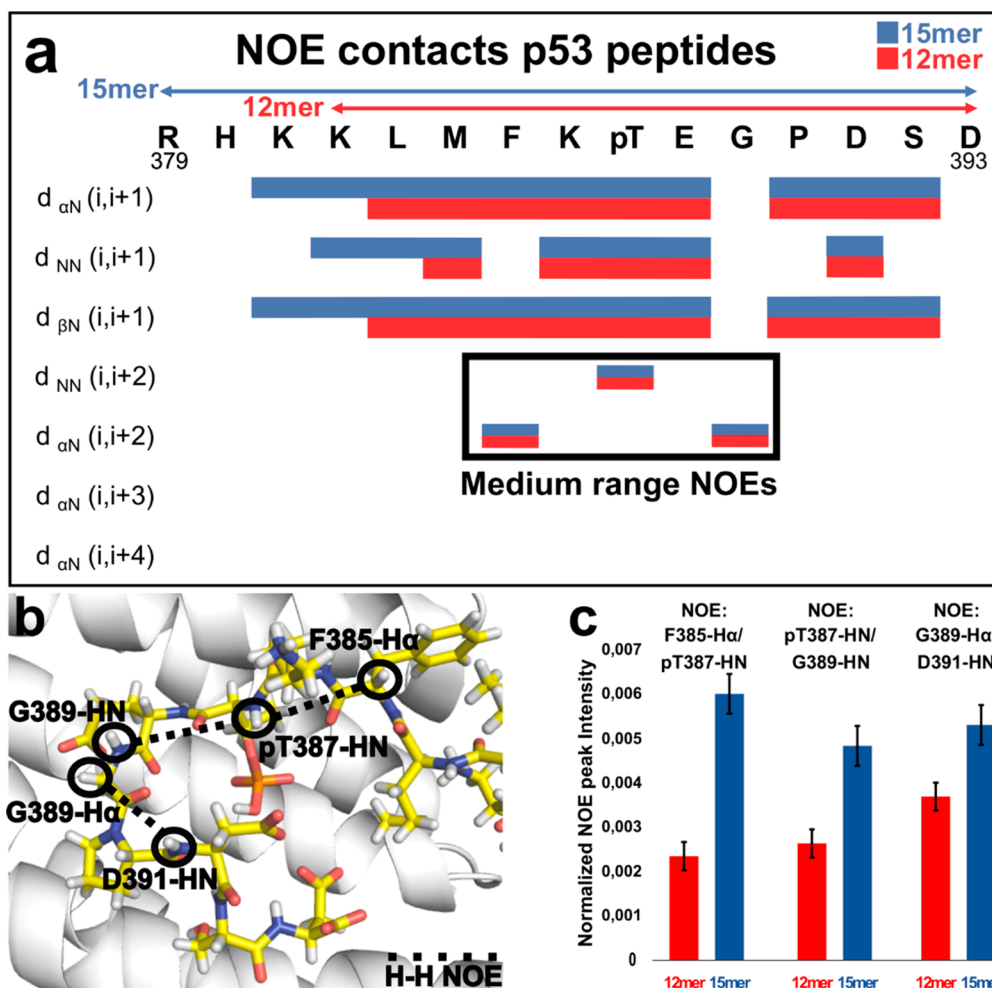 a
NOE contacts p53 peptides
15mer
12mer
15mer
12mer
R H K K L M F K pT E G P D S D
379 393
d αN (i,i+1)
d NN (i,i+1)
d βN (i,i+1)
d NN (i,i+2)
d αN (i,i+2)
Medium range NOEs
d αN (i,i+3)
d αN (i,i+4)
b
F385-Hα
G389-HN
pT387-HN
G389-Hα
D391-HN
H-H NOE
c
NOE: NOE: NOE:
F385-Hα/ pT387-HN/ G389-Hα
pT387-HN G389-HN D391-HN
Normalized NOE peak Intensity
0,007
0,006
0,005
0,004
0,003
0,002
0,001
0
12mer 15mer 12mer 15mer 12mer 15me